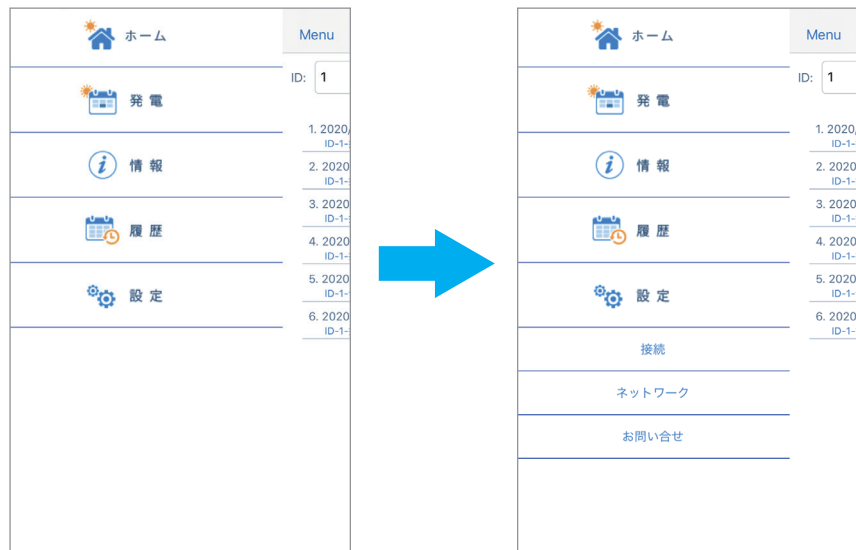 ホーム
発電
情報
履歴
設定
Menu
ID: 1
1. 2020/
ID-1-
2. 2020
ID-1-
3. 2020
ID-1-
4. 2020
ID-1-
5. 2020
ID-1-
6. 2020
ID-1-
ホーム
発電
情報
履歴
設定
接続
ネットワーク
お問い合せ
Menu
ID: 1
1. 2020/
ID-1-
2. 2020
ID-1-
3. 2020
ID-1-
4. 2020
ID-1-
5. 2020
ID-1-
6. 2020
ID-1-